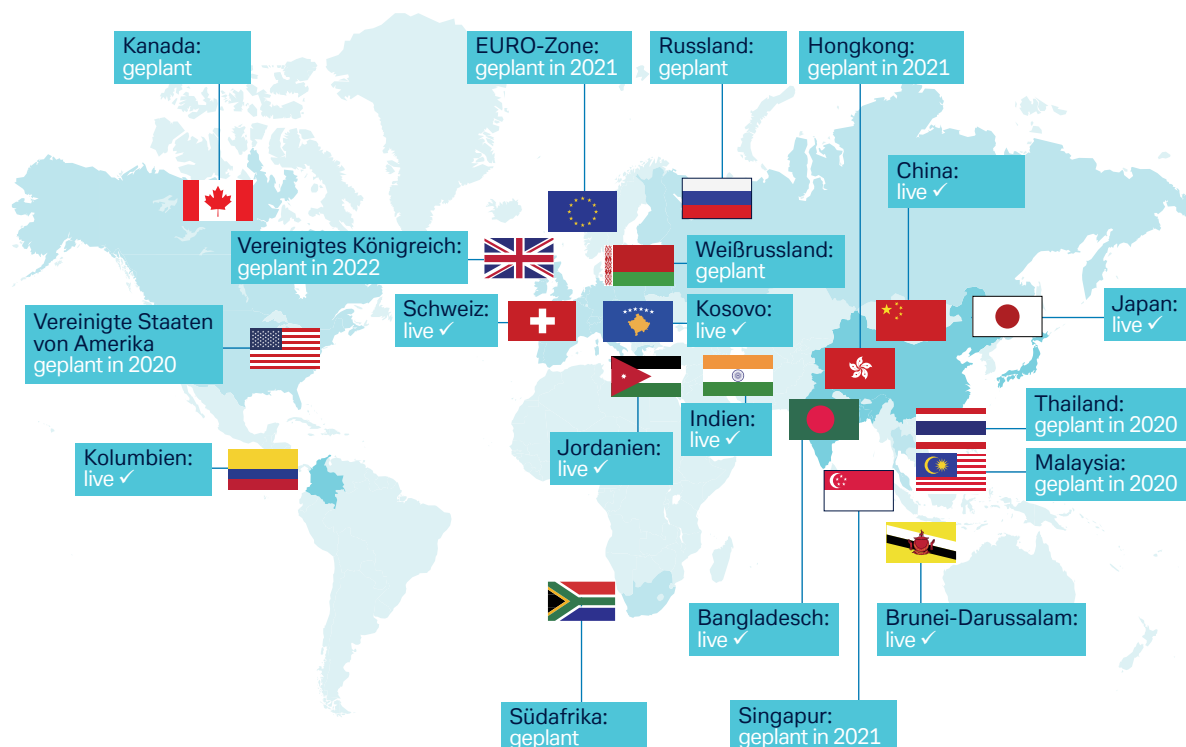 Kanada:
geplant
EURO-Zone:
geplant in 2021
Russland:
geplant
Hongkong:
geplant in 2021
China:
live ✓
Vereinigtes Königreich:
geplant in 2022
Weißrussland:
geplant
Schweiz:
live ✓
Kosovo:
live ✓
Japan:
live ✓
Vereinigte Staaten
von Amerika
geplant in 2020
Jordanien:
live ✓
Indien:
live ✓
Thailand:
geplant in 2020
Kolumbien:
live ✓
Malaysia:
geplant in 2020
Bangladesch:
live ✓
Brunei-Darussalam:
live ✓
Südafrika:
geplant
Singapur:
geplant in 2021